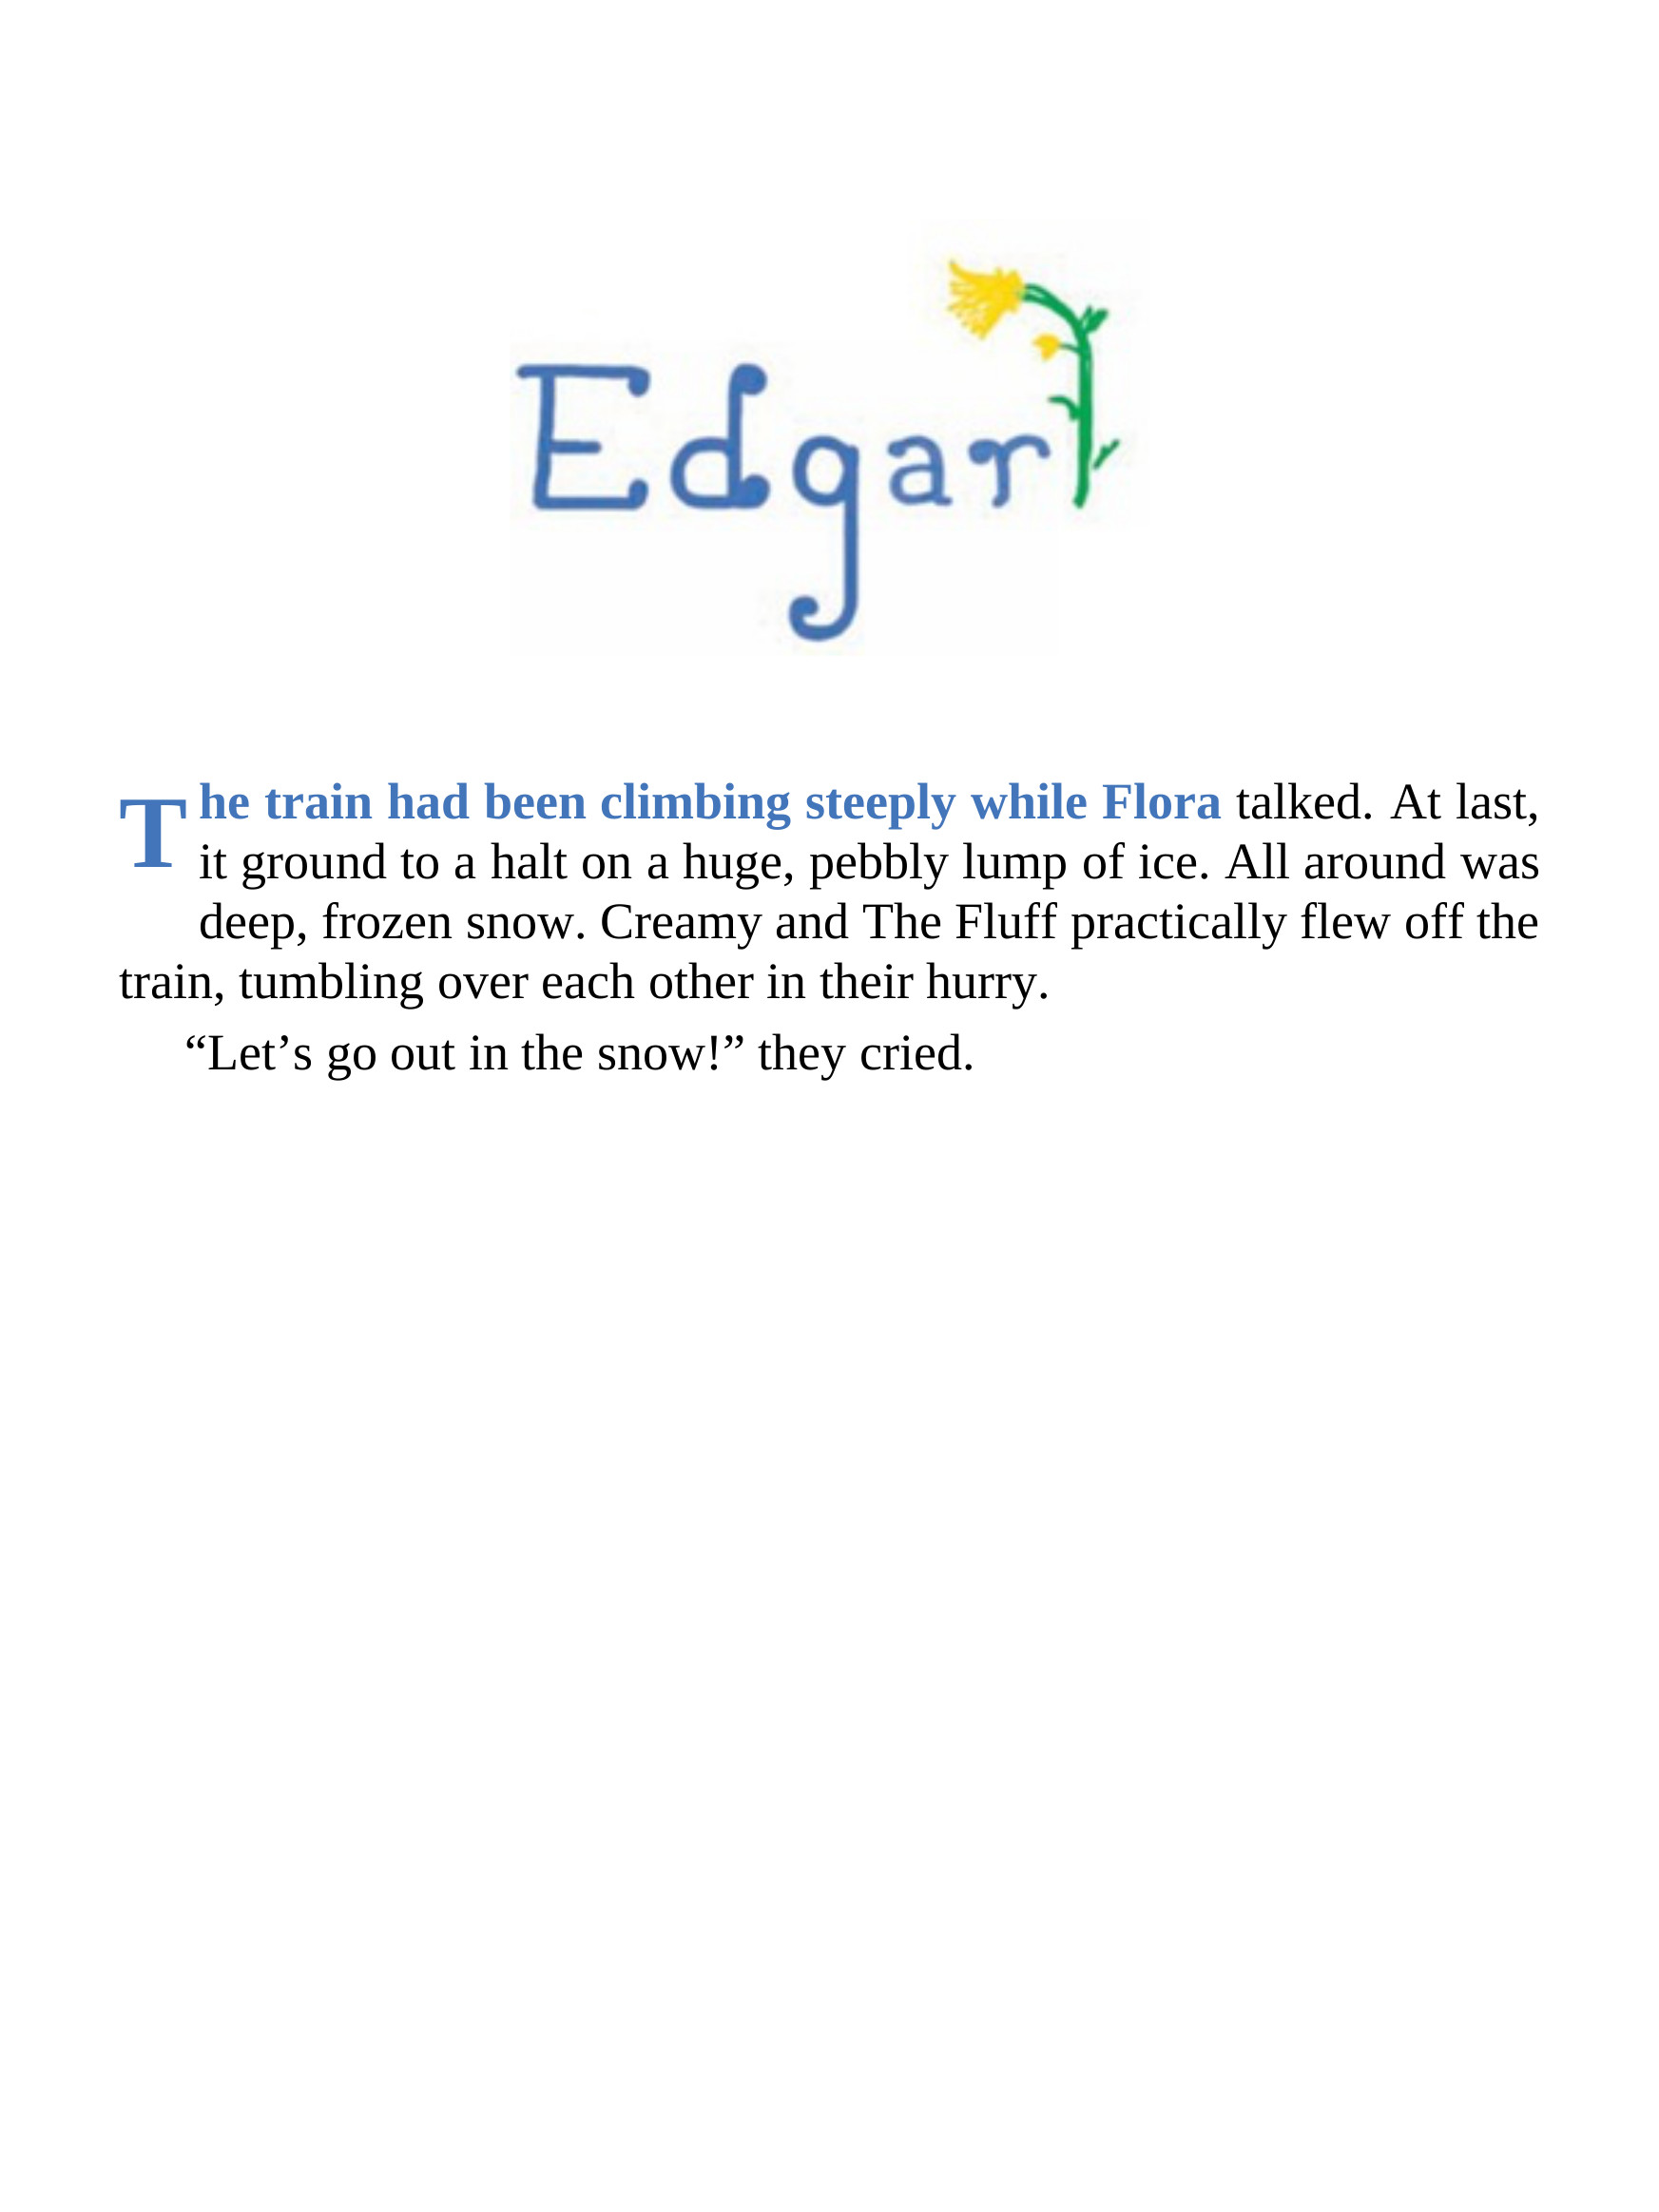 Edgar
The train had been climbing steeply while Flora talked. At last,
it ground to a halt on a huge, pebbly lump of ice. All around was
deep, frozen snow. Creamy and The Fluff practically flew off the
train, tumbling over each other in their hurry.
“Let’s go out in the snow!” they cried.